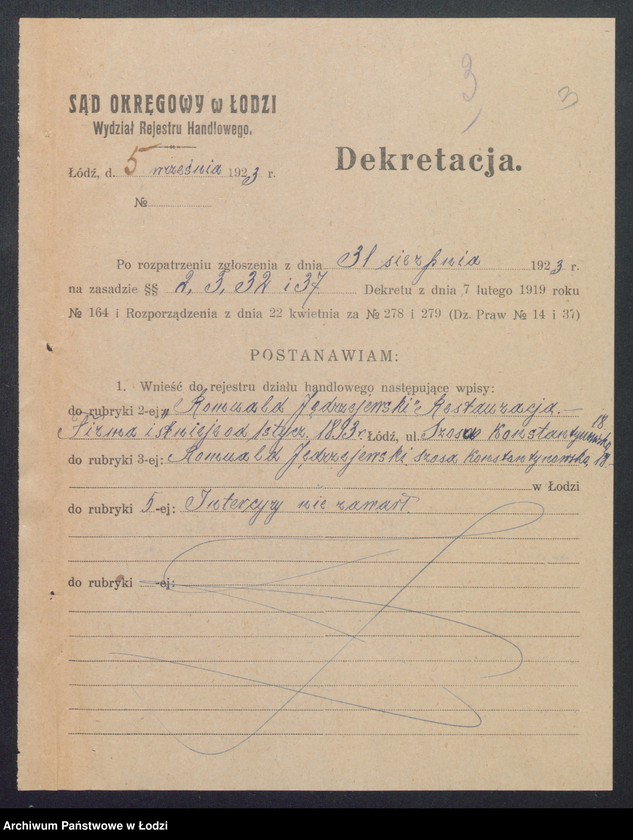 3
3
SĄD OKRĘGOWY w ŁODZI
Wydział Rejestru Handlowego.
Łódź, d. 5 września 1923 r.
№
Dekretacja.
Po rozpatrzeniu zgłoszenia z dnia 31 sierpnia 1923 r.
na zasadzie §§ 2, 3, 32 i 37 Dekretu z dnia 7 lutego 1919 roku
№ 164 i Rozporządzenia z dnia 22 kwietnia za № 278 i 279 (Dz. Praw № 14 i 37)
POSTANAWIAM:
1. Wnieść do rejestru działu handlowego następujące wpisy:
do rubryki 2-ej: „Romuald Jędrzejewski" Restauracja.—
Firma istnieje od 1 stycz. 1893 r. Łódź, ul. Szosa Konstantynowska 18.
do rubryki 3-ej: Romuald Jędrzejewski szosa Konstantynowska 18.
w Łodzi
do rubryki 5-ej: Intercyzy nie zawarł.
do rubryki -ej:
Archiwum Państwowe w Łodzi